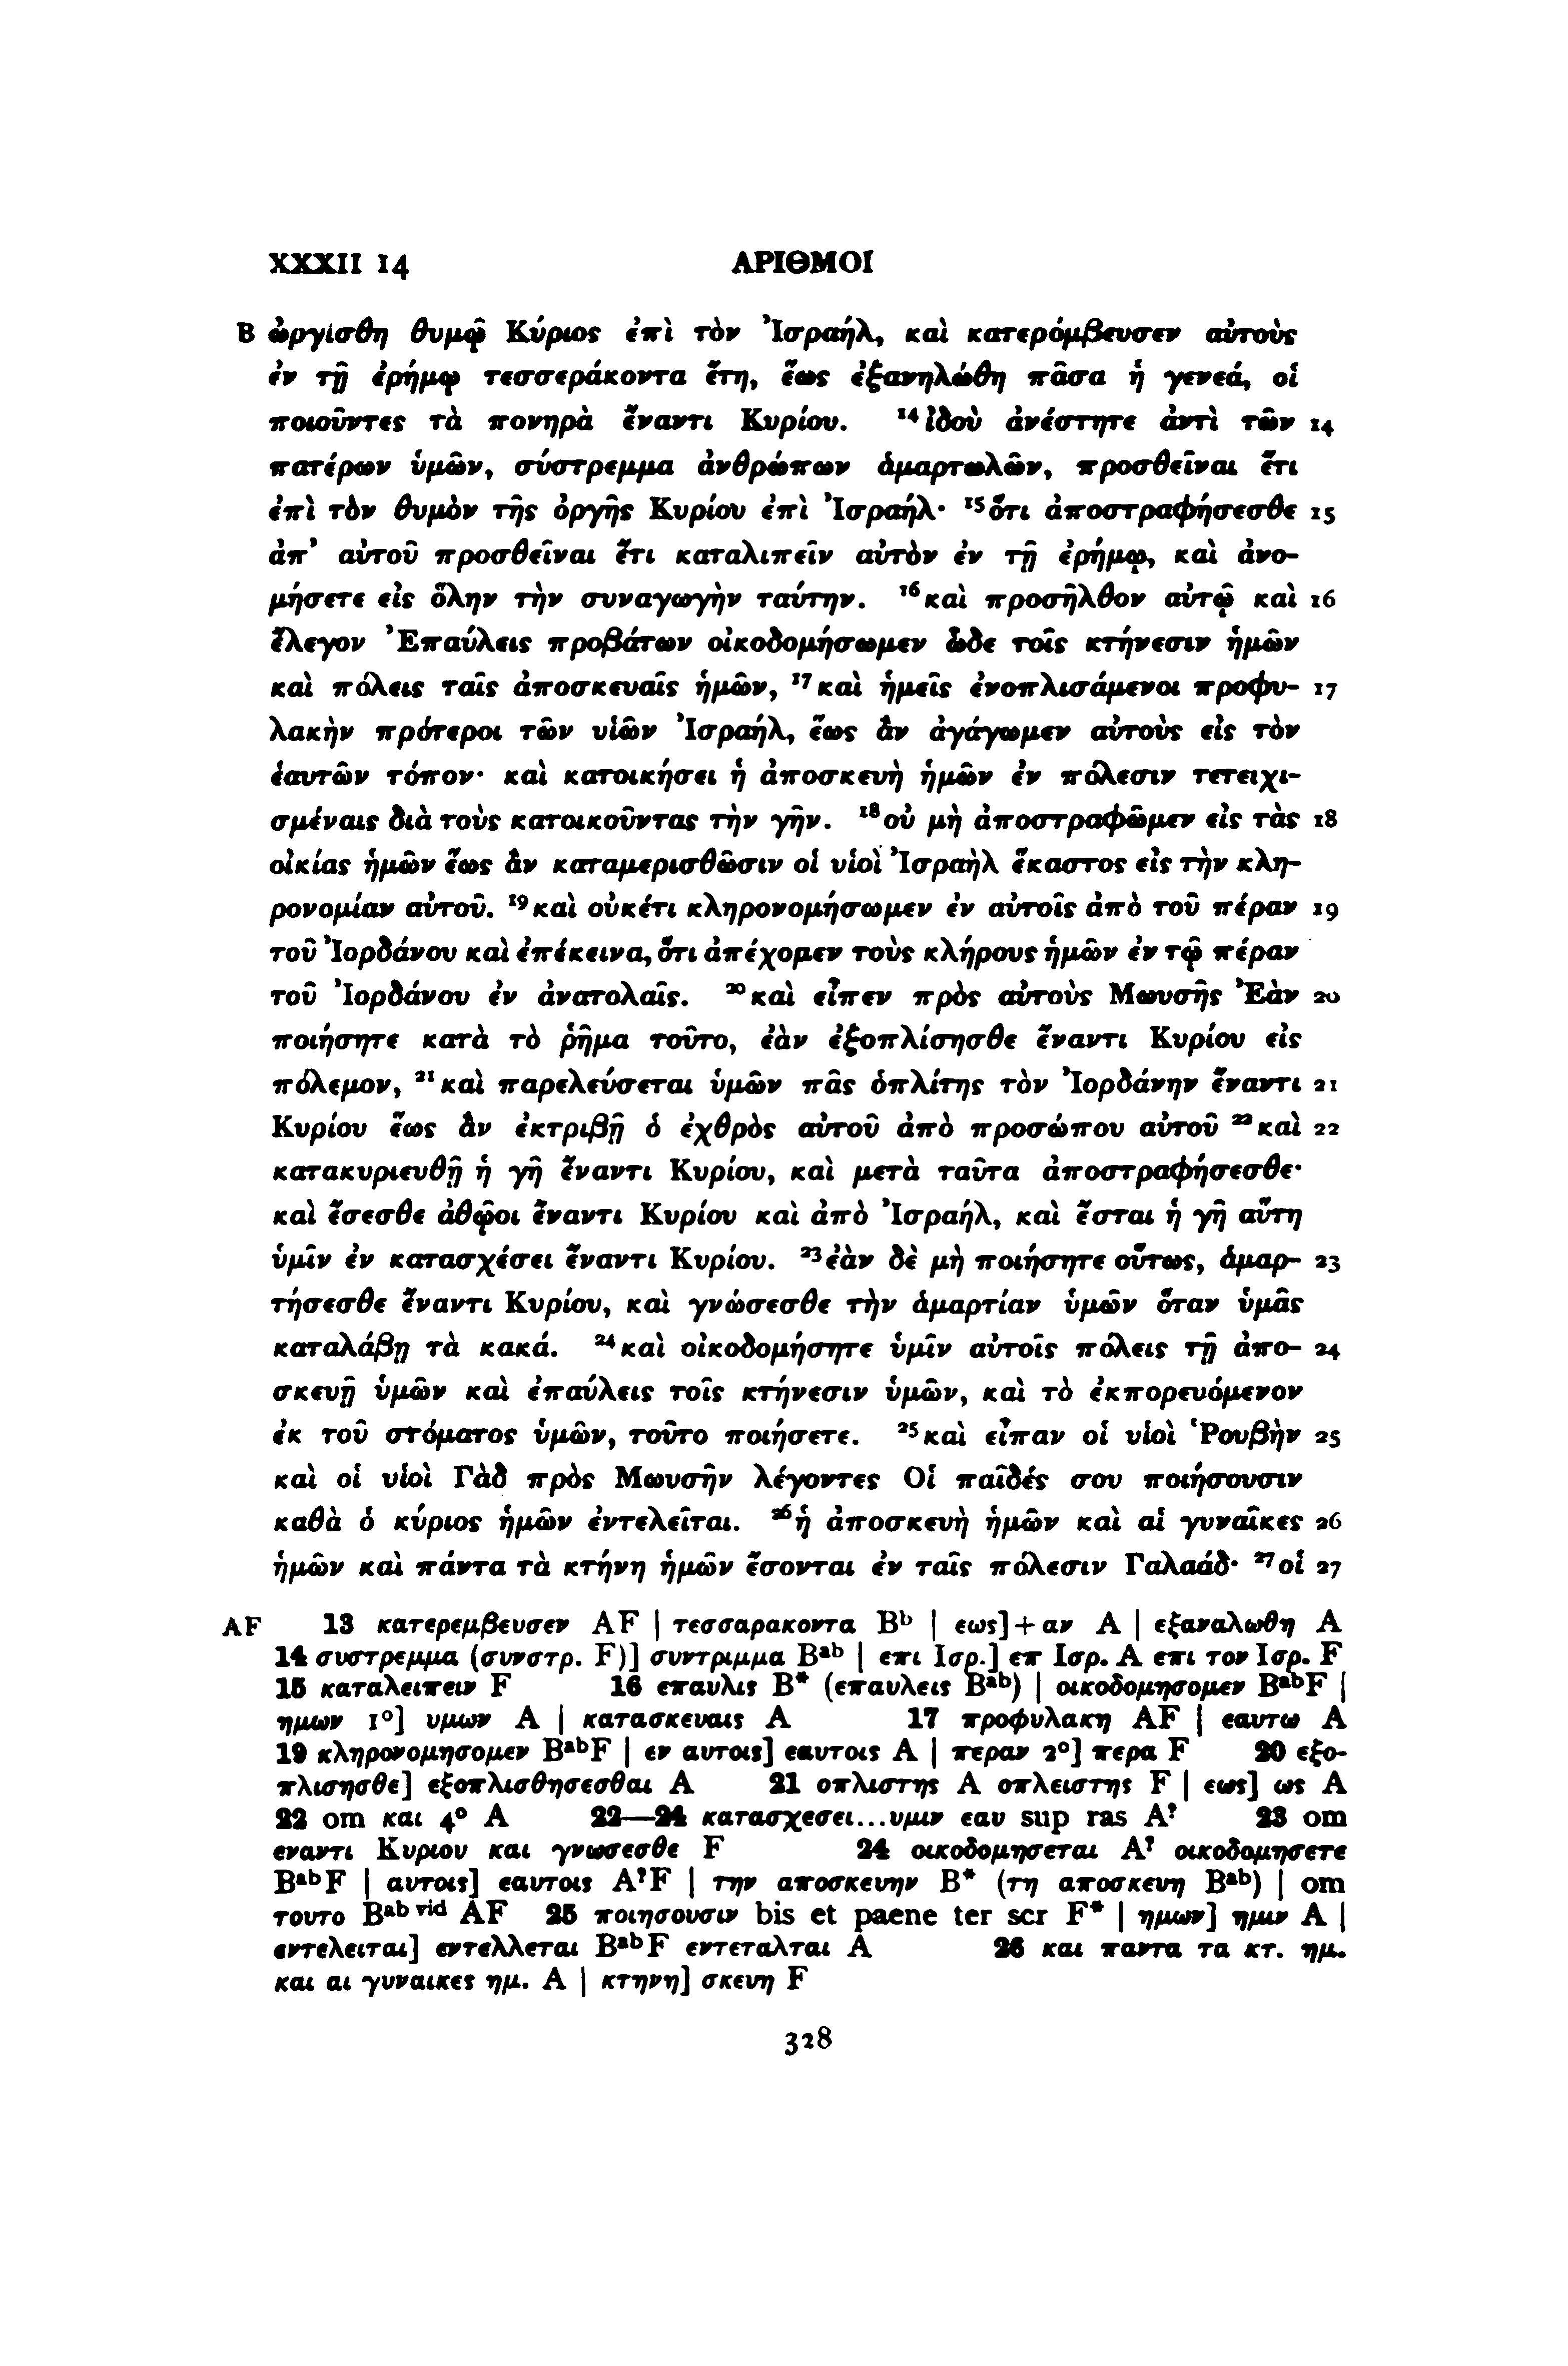 XXXII 14 ΑΡΙΘΜΟΙ
B ὠργίσθη θυμῷ Κύριος ἐπὶ τὸν Ἰσραήλ, καὶ κατερόμβευσεν αὐτοὺς
ἐν τῇ ἐρήμῳ τεσσεράκοντα ἔτη, ἕως ἐξανηλώθη πᾶσα ἡ γενεά, οἱ
ποιοῦντες τὰ πονηρὰ ἔναντι Κυρίου. ¹⁴ἰδοὺ ἀνέστητε ἀντὶ τῶν 14
πατέρων ὑμῶν, σύστρεμμα ἀνθρώπων ἁμαρτωλῶν, προσθεῖναι ἔτι
ἐπὶ τὸν θυμὸν τῆς ὀργῆς Κυρίου ἐπὶ Ἰσραήλ· ¹⁵ὅτι ἀποστραφήσεσθε 15
ἀπ’ αὐτοῦ προσθεῖναι ἔτι καταλιπεῖν αὐτὸν ἐν τῇ ἐρήμῳ, καὶ ἀνο-
μήσετε εἰς ὅλην τὴν συναγωγὴν ταύτην. ¹⁶καὶ προσῆλθον αὐτῷ καὶ 16
ἔλεγον Ἐπαύλεις προβάτων οἰκοδομήσωμεν ὧδε τοῖς κτήνεσιν ἡμῶν
καὶ πόλεις ταῖς ἀποσκευαῖς ἡμῶν, ¹⁷καὶ ἡμεῖς ἐνοπλισάμενοι προφυ- 17
λακὴν πρότεροι τῶν υἱῶν Ἰσραήλ, ἕως ἂν ἀγάγωμεν αὐτοὺς εἰς τὸν
ἑαυτῶν τόπον· καὶ κατοικήσει ἡ ἀποσκευὴ ἡμῶν ἐν πόλεσιν τετειχι-
σμέναις διὰ τοὺς κατοικοῦντας τὴν γῆν. ¹⁸οὐ μὴ ἀποστραφῶμεν εἰς τὰς 18
οἰκίας ἡμῶν ἕως ἂν καταμερισθῶσιν οἱ υἱοὶ Ἰσραὴλ ἕκαστος εἰς τὴν κλη-
ρονομίαν αὐτοῦ. ¹⁹καὶ οὐκέτι κληρονομήσωμεν ἐν αὐτοῖς ἀπὸ τοῦ πέραν 19
τοῦ Ἰορδάνου καὶ ἐπέκεινα, ὅτι ἀπέχομεν τοὺς κλήρους ἡμῶν ἐν τῷ πέραν
τοῦ Ἰορδάνου ἐν ἀνατολαῖς. ²⁰καὶ εἶπεν πρὸς αὐτοὺς Μωυσῆς Ἐὰν 20
ποιήσητε κατὰ τὸ ῥῆμα τοῦτο, ἐὰν ἐξοπλίσησθε ἔναντι Κυρίου εἰς
πόλεμον, ²¹καὶ παρελεύσεται ὑμῶν πᾶς ὁπλίτης τὸν Ἰορδάνην ἔναντι 21
Κυρίου ἕως ἂν ἐκτριβῇ ὁ ἐχθρὸς αὐτοῦ ἀπὸ προσώπου αὐτοῦ ²²καὶ 22
κατακυριευθῇ ἡ γῆ ἔναντι Κυρίου, καὶ μετὰ ταῦτα ἀποστραφήσεσθε·
καὶ ἔσεσθε ἀθῷοι ἔναντι Κυρίου καὶ ἀπὸ Ἰσραήλ, καὶ ἔσται ἡ γῆ αὕτη
ὑμῖν ἐν κατασχέσει ἔναντι Κυρίου. ²³ἐὰν δὲ μὴ ποιήσητε οὕτως, ἁμαρ- 23
τήσεσθε ἔναντι Κυρίου, καὶ γνώσεσθε τὴν ἁμαρτίαν ὑμῶν ὅταν ὑμᾶς
καταλάβῃ τὰ κακά. ²⁴καὶ οἰκοδομήσητε ὑμῖν αὐτοῖς πόλεις τῇ ἀπο- 24
σκευῇ ὑμῶν καὶ ἐπαύλεις τοῖς κτήνεσιν ὑμῶν, καὶ τὸ ἐκπορευόμενον
ἐκ τοῦ στόματος ὑμῶν, τοῦτο ποιήσετε. ²⁵καὶ εἶπαν οἱ υἱοὶ Ῥουβὴν 25
καὶ οἱ υἱοὶ Γὰδ πρὸς Μωυσῆν λέγοντες Οἱ παῖδές σου ποιήσουσιν
καθὰ ὁ κύριος ἡμῶν ἐντελεῖται. ²⁶ἡ ἀποσκευὴ ἡμῶν καὶ αἱ γυναῖκες 26
ἡμῶν καὶ πάντα τὰ κτήνη ἡμῶν ἔσονται ἐν ταῖς πόλεσιν Γαλαάδ· ²⁷οἱ 27
AF 13 κατερεμβευσεν AF | τεσσαρακοντα Bᵇ | εως]+αν A | εξαναλωθη A
14 συστρεμμα (συνστρ. F)] συντριμμα Bᵃᵇ | επι Ισρ.] επ Ισρ. A επι τον Ισρ. F
15 καταλειπειν F 16 επαυλις B* (επαυλεις Bᵃᵇ) | οικοδομησομεν BᵃᵇF |
ημων 1°] υμων A | κατασκευαις A 17 προφυλακη AF | εαυτω A
19 κληρονομησομεν BᵃᵇF | εν αυτοις] εαυτοις A | περαν 2°] περα F 20 εξο-
πλισησθε] εξοπλισθησεσθαι A 21 οπλιστης A οπλειστης F | εως] ως A
22 om και 4° A 22—24 κατασχεσει...υμιν εαυ sup ras A? 23 om
εναντι Κυριου και γνωσεσθε F 24 οικοδομησεται A? οικοδομησετε
BᵃᵇF | αυτοις] εαυτοις A?F | την αποσκευην B* (τη αποσκευη Bᵃᵇ) | om
τουτο Bᵃᵇ ᵛⁱᵈ AF 25 ποιησουσιν bis et paene ter scr F* | ημων] ημιν A |
εντελειται] εντελλεται BᵃᵇF εντεταλται A 26 και παντα τα κτ. ημ.
και αι γυναικες ημ. A | κτηνη] σκευη F
328